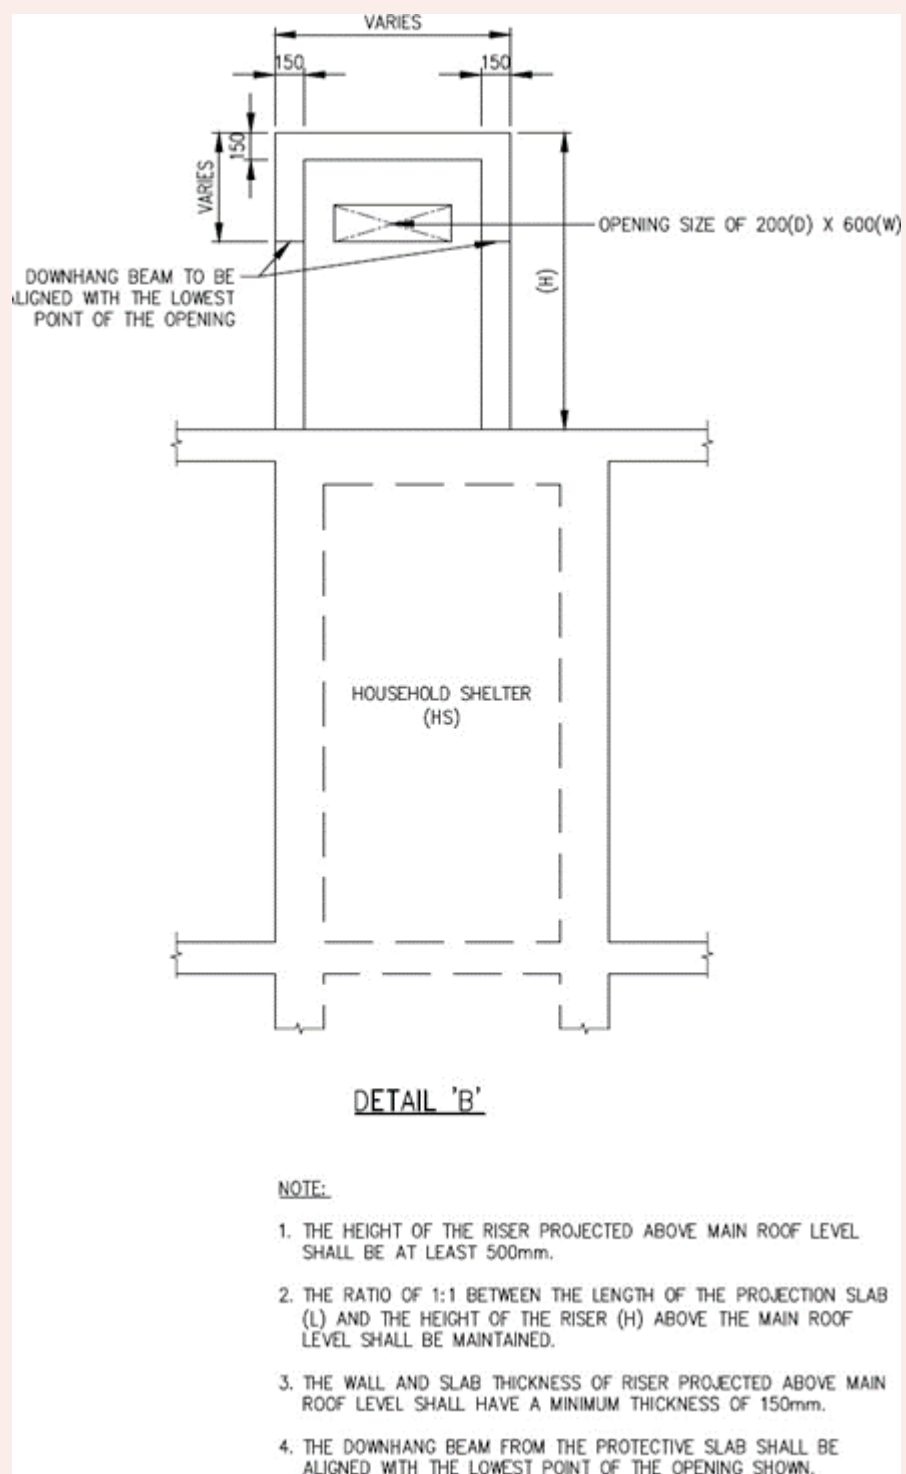 VARIES
150
150
150
VARIES
OPENING SIZE OF 200(D) X 600(W)
DOWNHANG BEAM TO BE
ALIGNED WITH THE LOWEST
POINT OF THE OPENING
(H)
HOUSEHOLD SHELTER
(HS)
DETAIL 'B'
NOTE:
1. THE HEIGHT OF THE RISER PROJECTED ABOVE MAIN ROOF LEVEL
SHALL BE AT LEAST 500mm.
2. THE RATIO OF 1:1 BETWEEN THE LENGTH OF THE PROJECTION SLAB
(L) AND THE HEIGHT OF THE RISER (H) ABOVE THE MAIN ROOF
LEVEL SHALL BE MAINTAINED.
3. THE WALL AND SLAB THICKNESS OF RISER PROJECTED ABOVE MAIN
ROOF LEVEL SHALL HAVE A MINIMUM THICKNESS OF 150mm.
4. THE DOWNHANG BEAM FROM THE PROTECTIVE SLAB SHALL BE
ALIGNED WITH THE LOWEST POINT OF THE OPENING SHOWN.